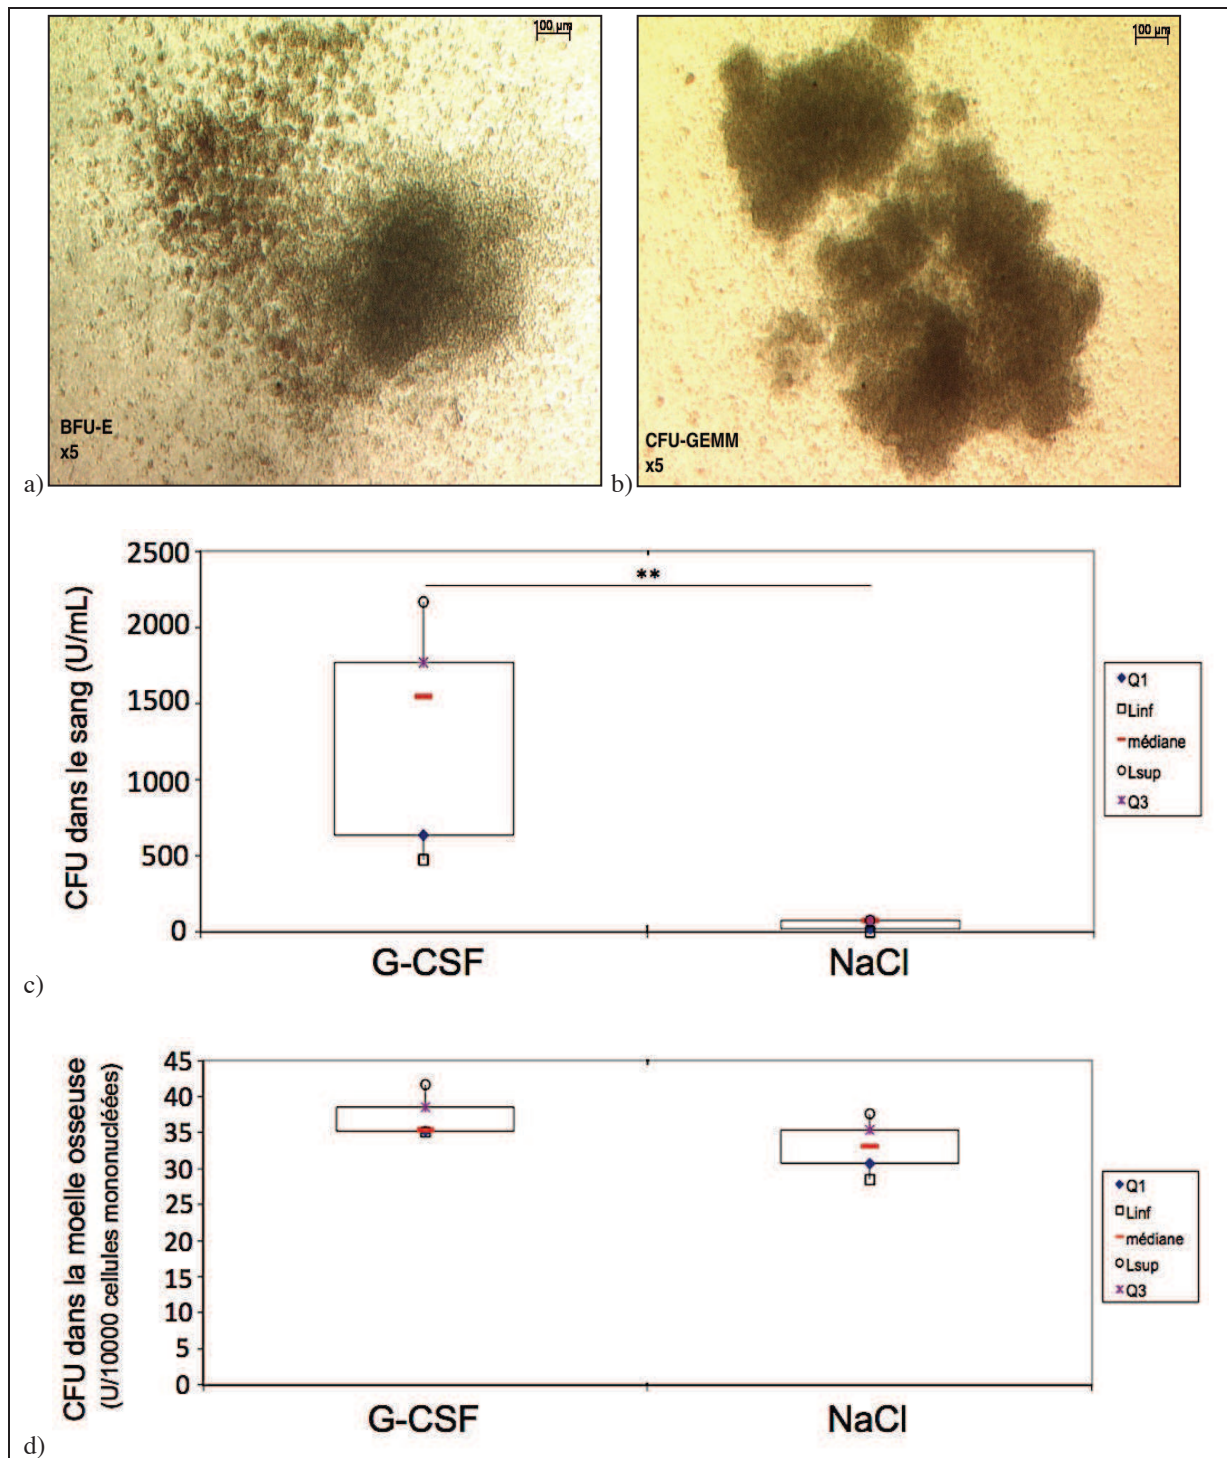 100 µm
100 µm
BFU-E
x5
CFU-GEMM
x5
a)
b)
CFU dans le sang (U/mL)
2500
2000
1500
1000
500
0
**
G-CSF
NaCl
Q1
Linf
médiane
Lsup
Q3
c)
CFU dans la moelle osseuse
(U/10000 cellules mononucléées)
45
40
35
30
25
20
15
10
5
0
G-CSF
NaCl
Q1
Linf
médiane
Lsup
Q3
d)